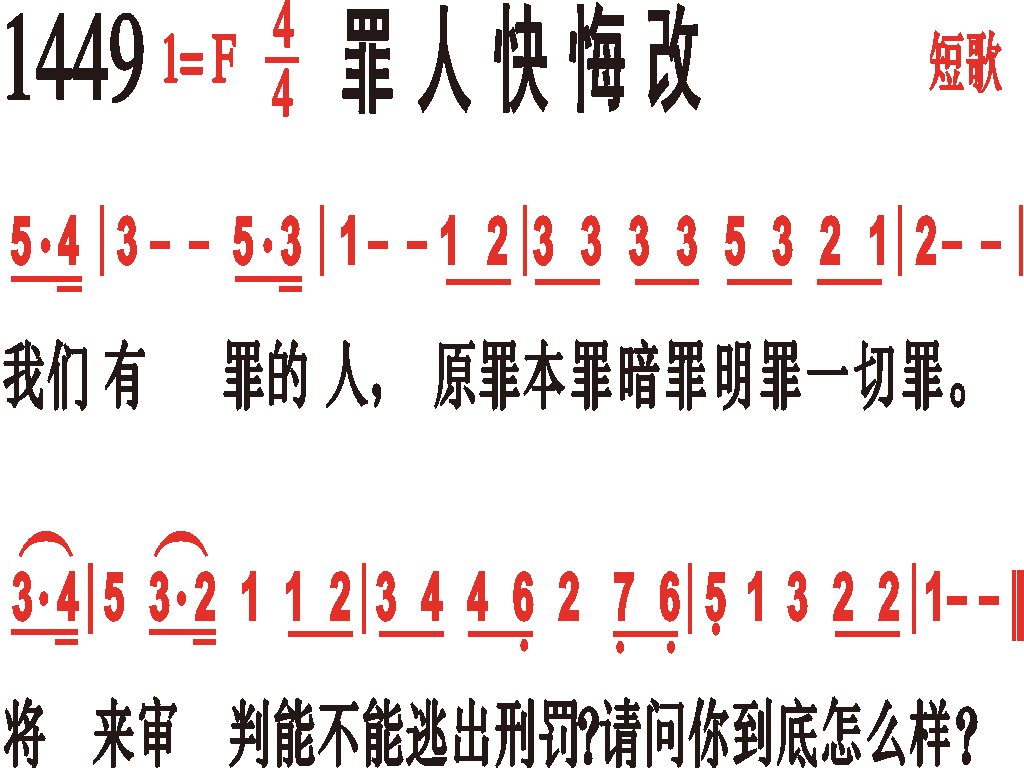 1449 1=F 4/4 罪人快悔改 短歌
5·4 | 3 – – 5·3 | 1 – – 1 2 | 3 3 3 3 5 3 2 1 | 2 – – |
我们有 罪的人， 原罪本罪暗罪明罪一切罪。
3·4 | 5 3·2 1 1 2 | 3 4 4 6̣ 2 7̣ 6̣ | 5̣ 1 3 2 2 | 1 – – ‖
将 来审 判能不能逃出刑罚?请问你到底怎么样?